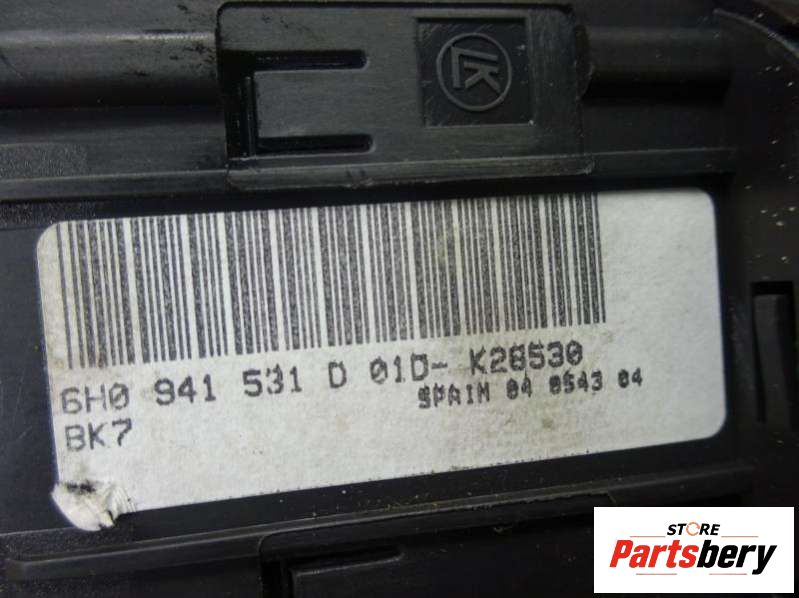 LK
6H0 941 531 D 01D- K28530
SPAIN 04 0543 04
BK7
STORE
Partsbery